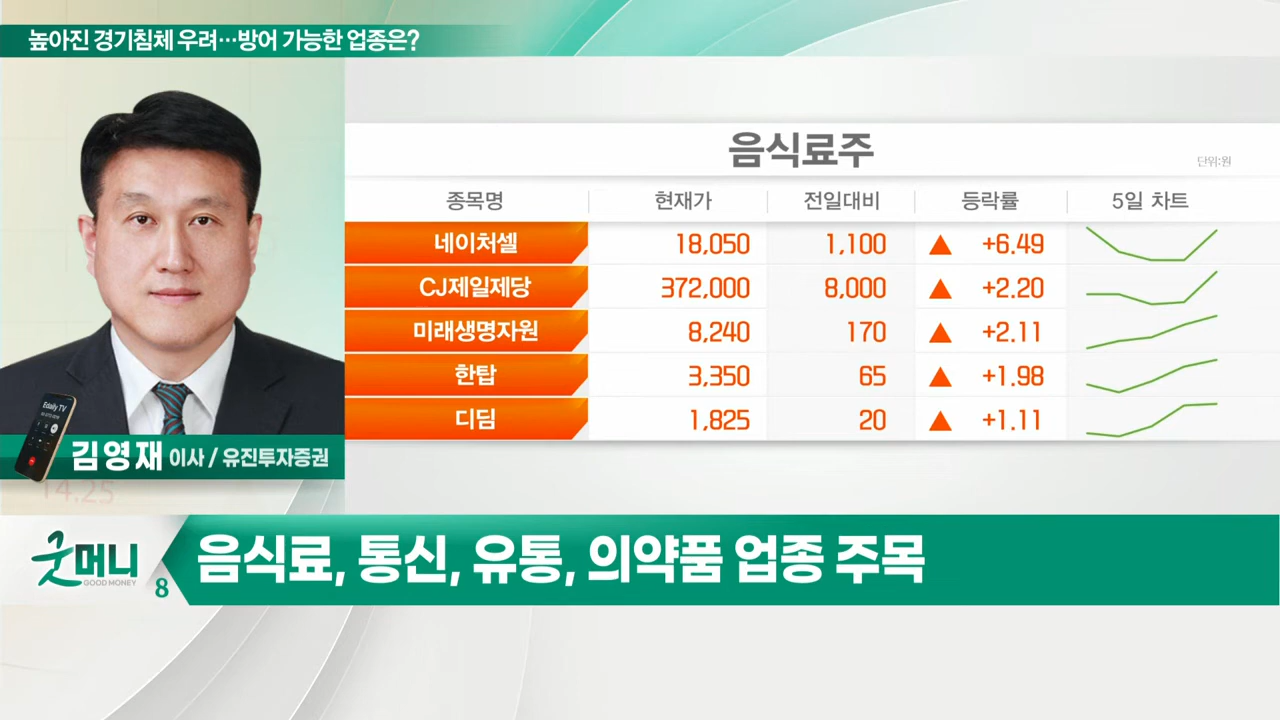 높아진 경기침체 우려…방어 가능한 업종은?
음식료주
단위:원
종목명 현재가 전일대비 등락률 5일 차트
네이처셀 18,050 1,100 ▲ +6.49
CJ제일제당 372,000 8,000 ▲ +2.20
미래생명자원 8,240 170 ▲ +2.11
한탑 3,350 65 ▲ +1.98
디딤 1,825 20 ▲ +1.11
Edaily TV
김영재 이사 / 유진투자증권
14.25
굿머니
GOOD MONEY
8
음식료, 통신, 유통, 의약품 업종 주목